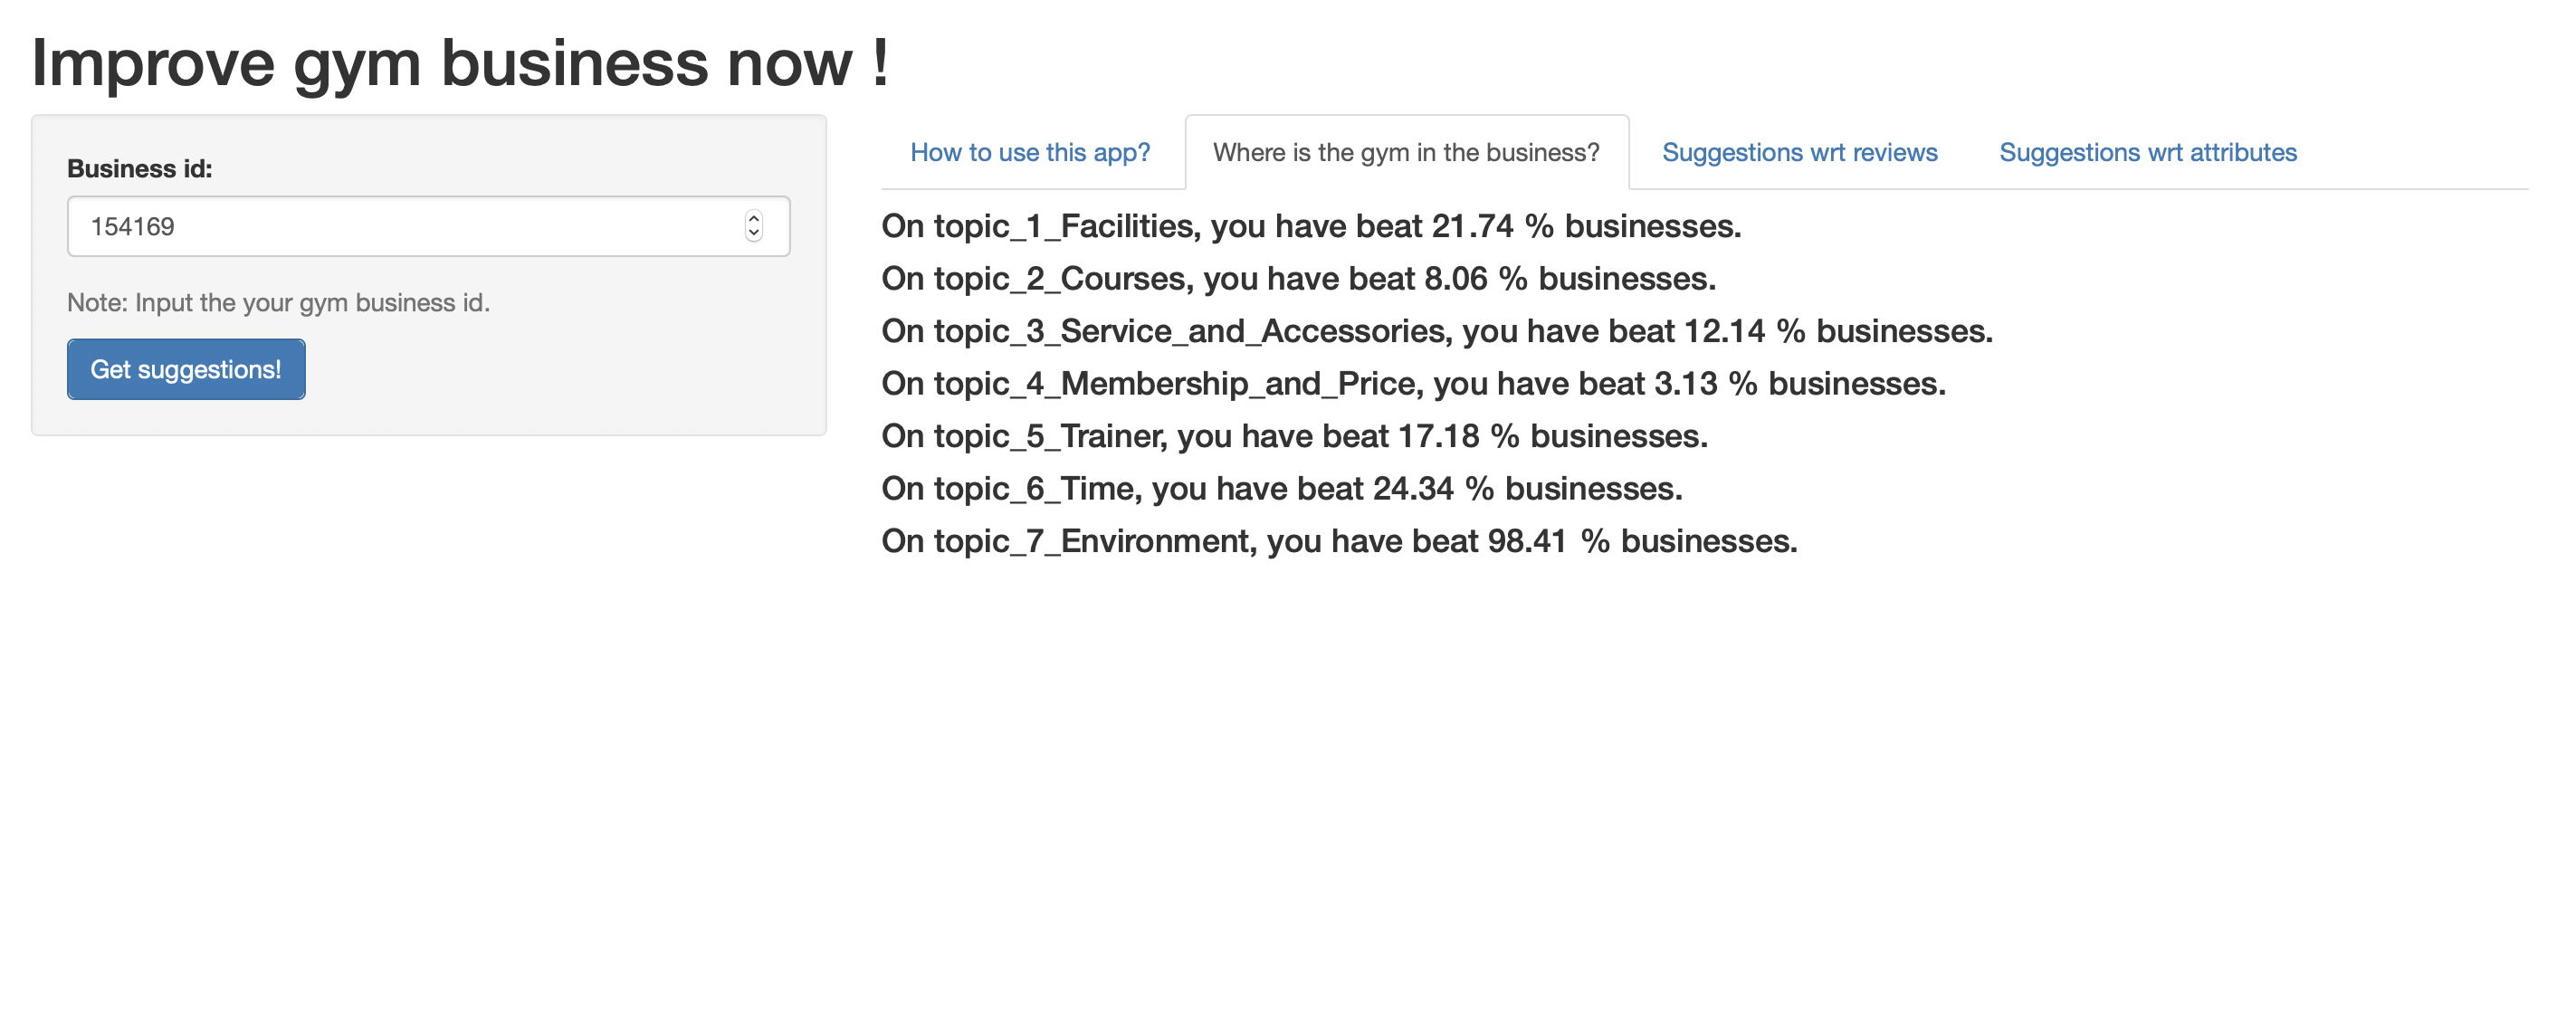 Improve gym business now !
Business id:
154169
Note: Input the your gym business id.
Get suggestions!
How to use this app? Where is the gym in the business? Suggestions wrt reviews Suggestions wrt attributes
On topic_1_Facilities, you have beat 21.74 % businesses.
On topic_2_Courses, you have beat 8.06 % businesses.
On topic_3_Service_and_Accessories, you have beat 12.14 % businesses.
On topic_4_Membership_and_Price, you have beat 3.13 % businesses.
On topic_5_Trainer, you have beat 17.18 % businesses.
On topic_6_Time, you have beat 24.34 % businesses.
On topic_7_Environment, you have beat 98.41 % businesses.